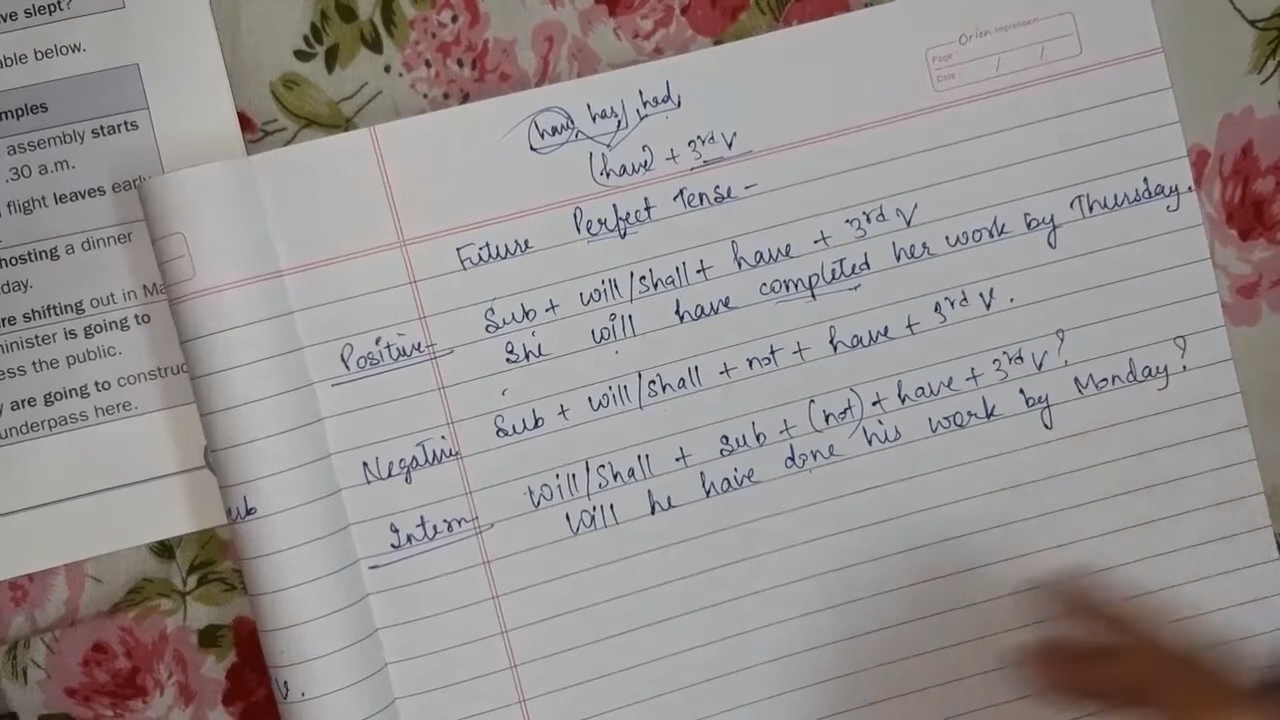 ve slept?
able below.
mples
assembly starts
.30 a.m.
flight leaves early
hosting a dinner
day.
re shifting out in Ma
inister is going to
ess the public.
y are going to construc
underpass here.
ub
v.
Orion Impression
Page
Date / /
have, has, had,
(have) + 3rd V
Future Perfect Tense -
Positive Sub + will/shall + have + 3rd V
She will have completed her work by Thursday.
Negative Sub + will/shall + not + have + 3rd V.
Interr Will/Shall + sub + (not) + have + 3rd V?
Will he have done his work by Monday?